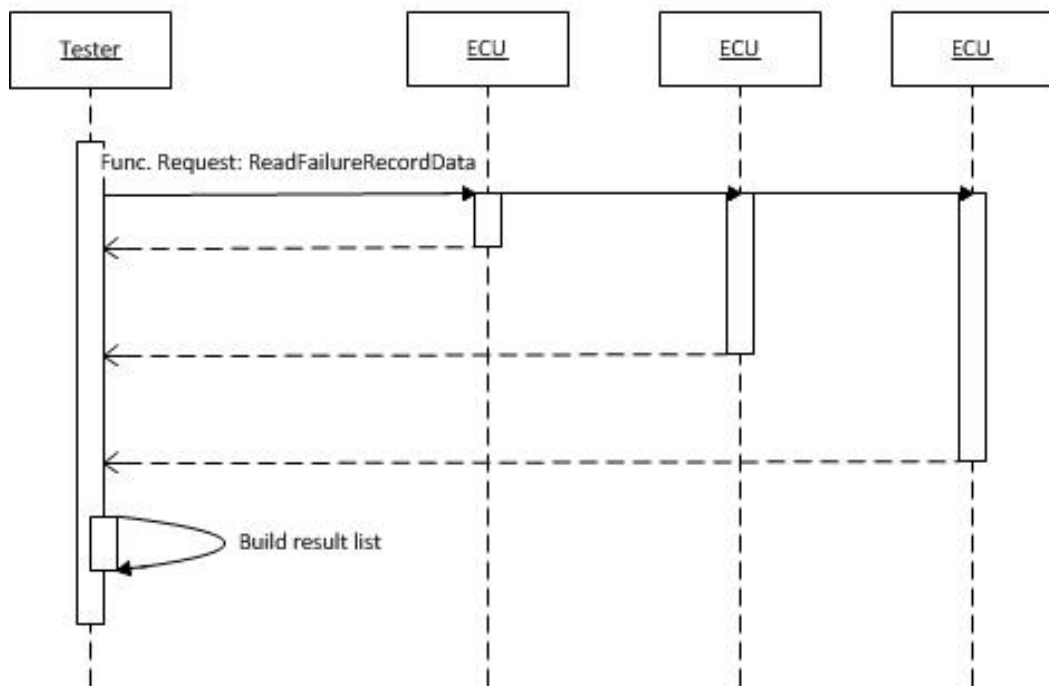 Tester
ECU
ECU
ECU
Func. Request: ReadFailureRecordData
Build result list